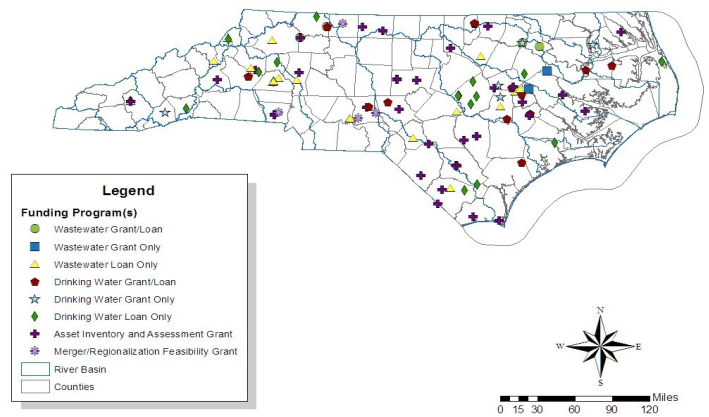 Legend
Funding Program(s)
Wastewater Grant/Loan
Wastewater Grant Only
Wastewater Loan Only
Drinking Water Grant/Loan
Drinking Water Grant Only
Drinking Water Loan Only
Asset Inventory and Assessment Grant
Merger/Regionalization Feasibility Grant
River Basin
Counties
N
W E
S
Miles
0 15 30 60 90 120